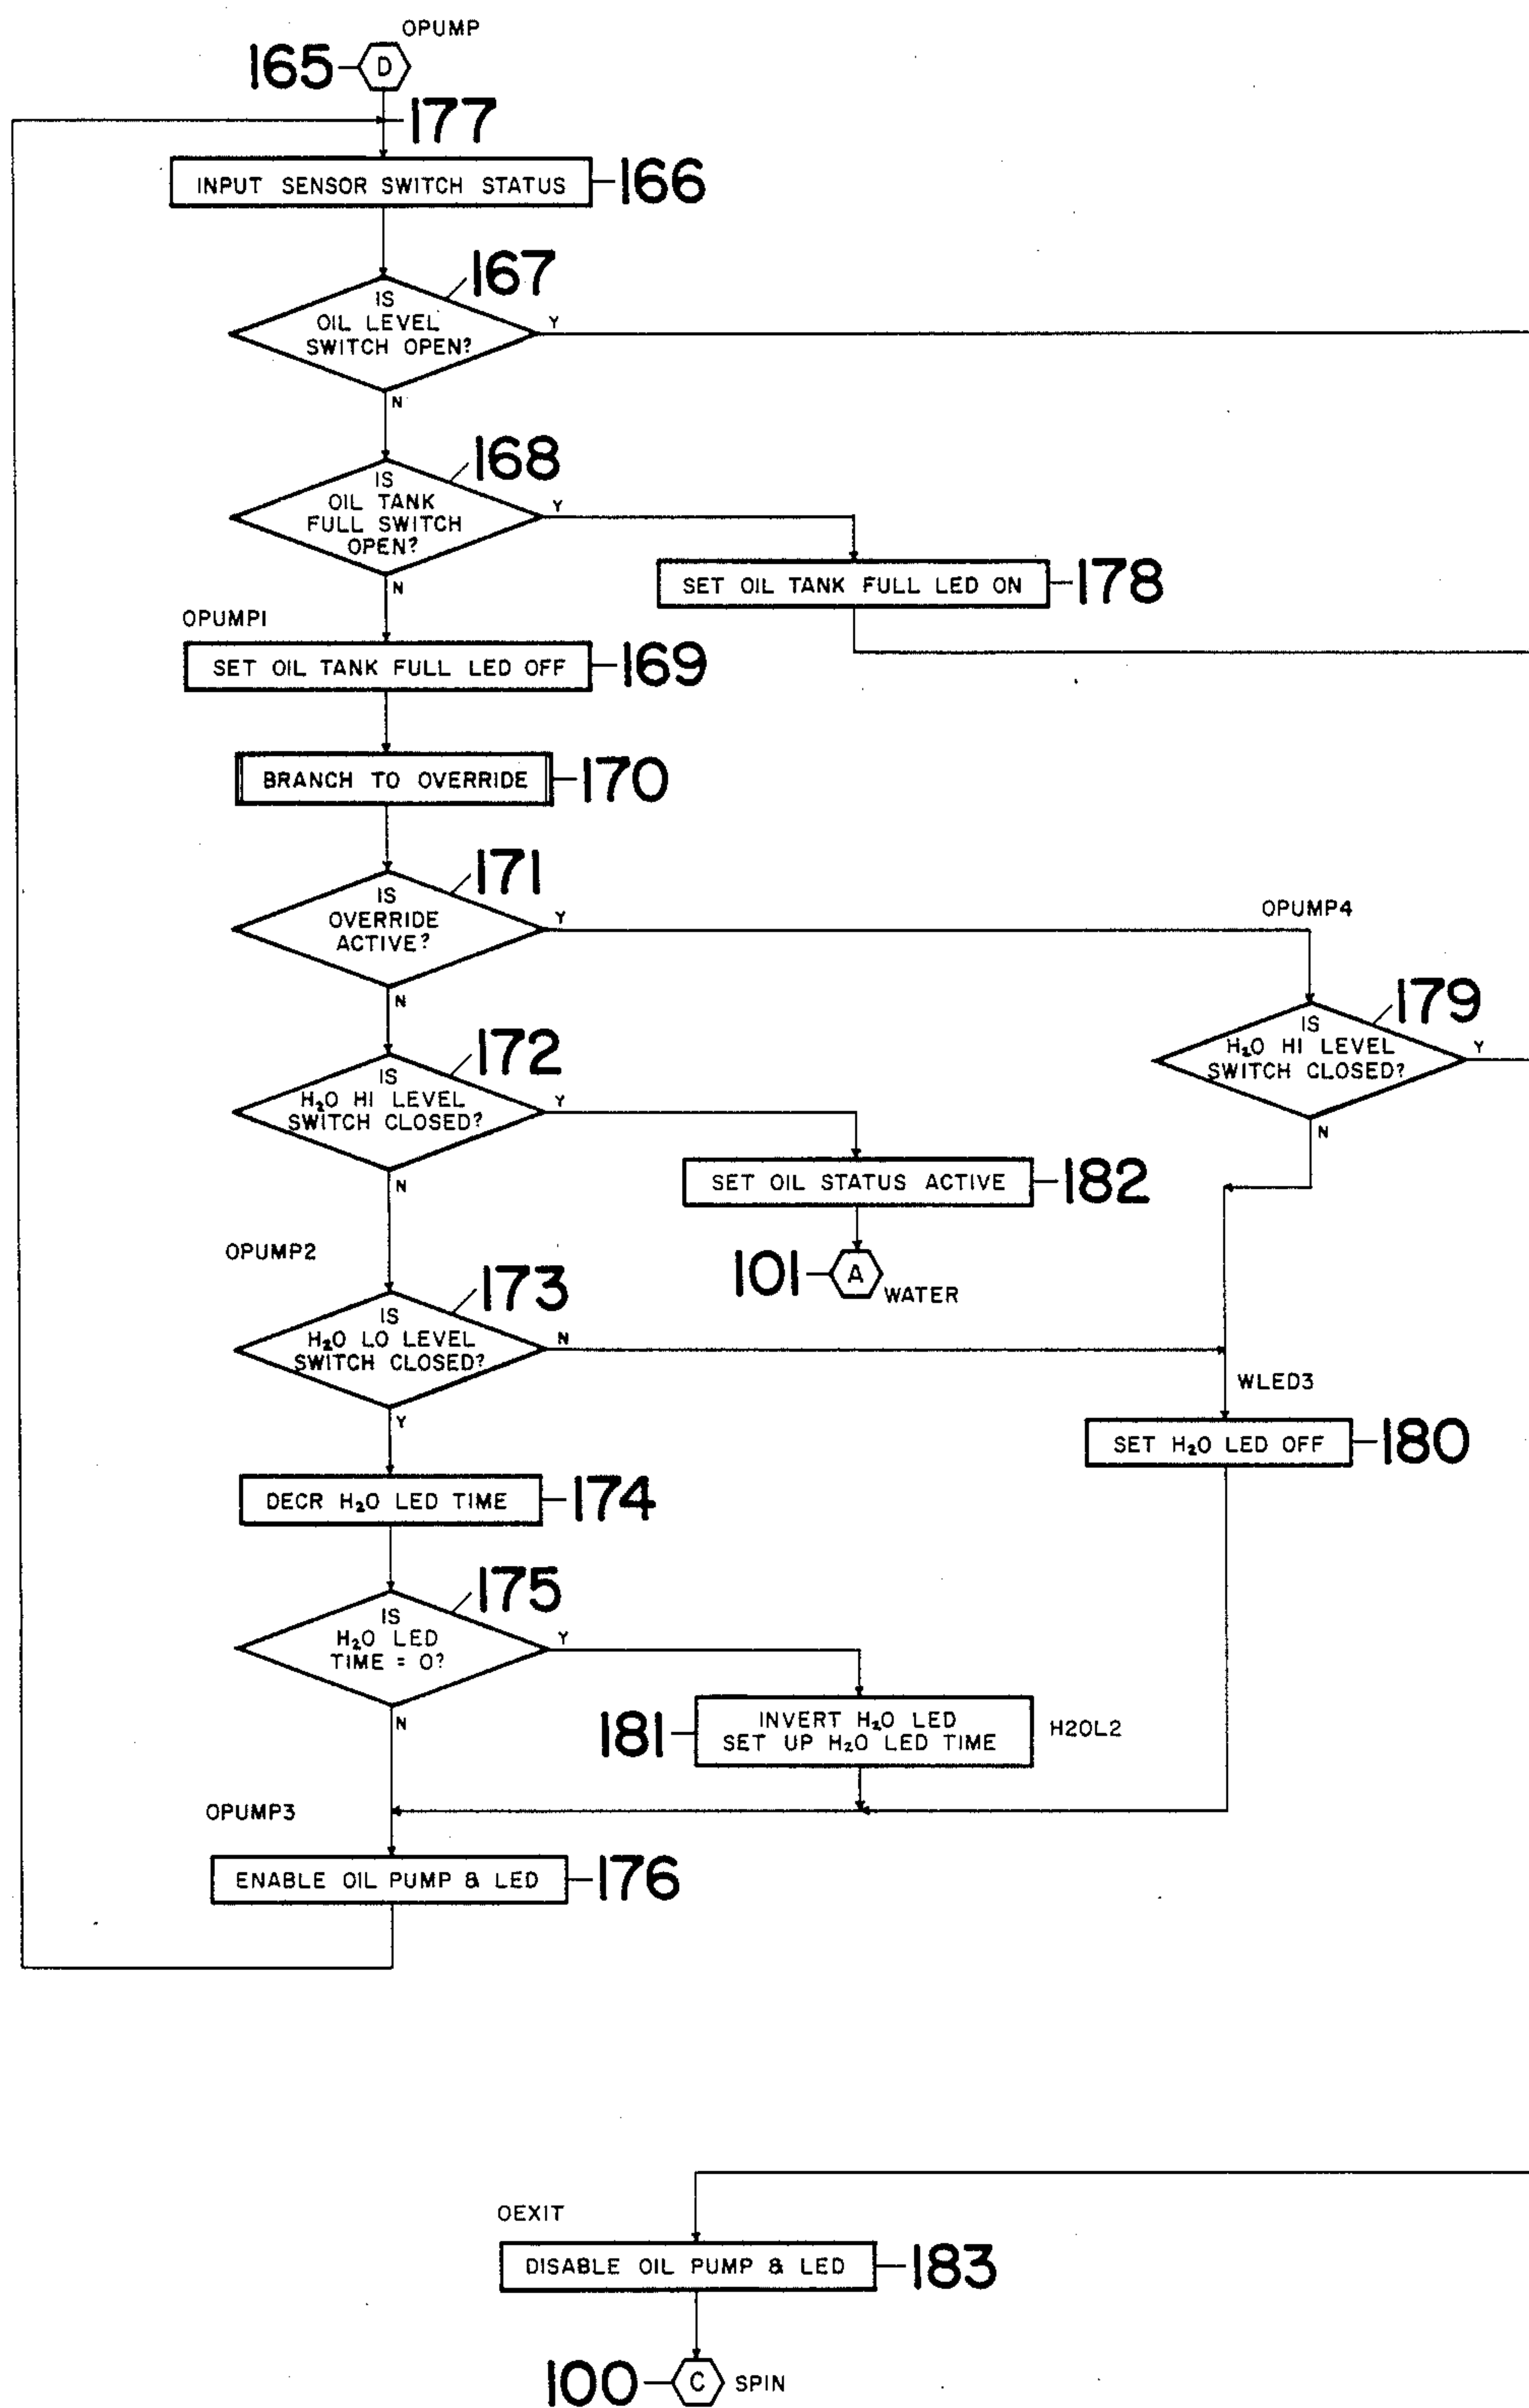 OPUMP
165
D
177
INPUT SENSOR SWITCH STATUS
166
167
IS
OIL LEVEL
SWITCH OPEN?
Y
N
168
IS
OIL TANK
FULL SWITCH
OPEN?
Y
N
SET OIL TANK FULL LED ON
178
OPUMP1
SET OIL TANK FULL LED OFF
169
BRANCH TO OVERRIDE
170
171
IS
OVERRIDE
ACTIVE?
Y
N
OPUMP4
179
IS
H₂O HI LEVEL
SWITCH CLOSED?
Y
N
172
IS
H₂O HI LEVEL
SWITCH CLOSED?
Y
N
SET OIL STATUS ACTIVE
182
101
A
WATER
OPUMP2
173
IS
H₂O LO LEVEL
SWITCH CLOSED?
N
Y
WLED3
SET H₂O LED OFF
180
DECR H₂O LED TIME
174
175
IS
H₂O LED
TIME = 0?
Y
N
181
INVERT H₂O LED
SET UP H₂O LED TIME
H2OL2
OPUMP3
ENABLE OIL PUMP & LED
176
OEXIT
DISABLE OIL PUMP & LED
183
100
C
SPIN